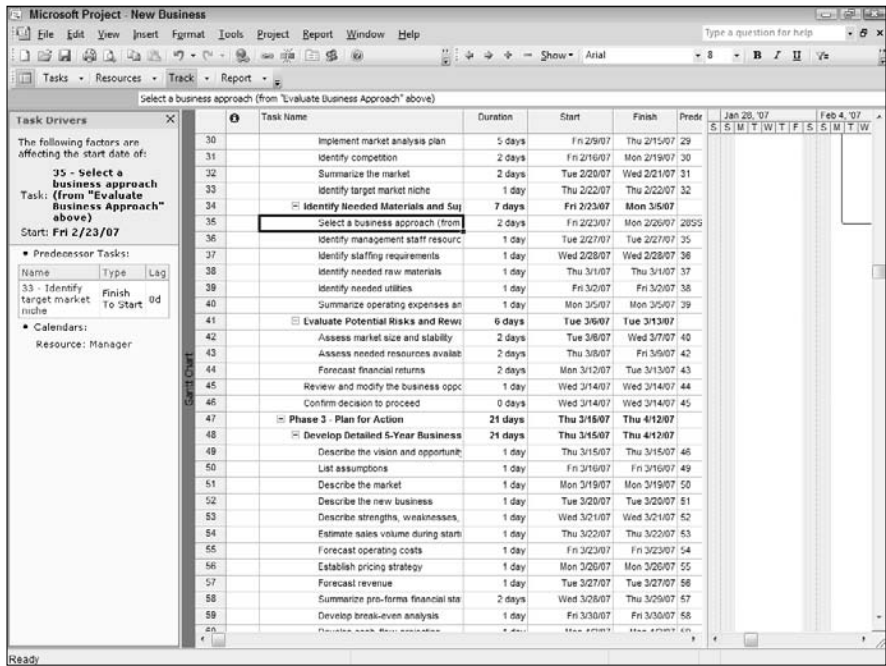 Microsoft Project - New Business
File Edit View Insert Format Tools Project Report Window Help
Type a question for help
Show Arial 8 B I U
Tasks Resources Track Report
Select a business approach (from "Evaluate Business Approach" above)
Task Drivers
The following factors are
affecting the start date of:
Task: 35 - Select a
business approach
(from "Evaluate
Business Approach"
above)
Start: Fri 2/23/07
• Predecessor Tasks:
Name Type Lag
33 - Identify
target market
niche
Finish
To Start
0d
• Calendars:
Resource: Manager
Gantt Chart
Task Name Duration Start Finish Prede
Jan 28, '07 Feb 4, '07
S S M T W T F S S M T W
30 Implement market analysis plan 5 days Fri 2/9/07 Thu 2/15/07 29
31 Identify competition 2 days Fri 2/16/07 Mon 2/19/07 30
32 Summarize the market 2 days Tue 2/20/07 Wed 2/21/07 31
33 Identify target market niche 1 day Thu 2/22/07 Thu 2/22/07 32
34 Identify Needed Materials and Sup 7 days Fri 2/23/07 Mon 3/5/07
35 Select a business approach (from 2 days Fri 2/23/07 Mon 2/26/07 28SS
36 Identify management staff resourc 1 day Tue 2/27/07 Tue 2/27/07 35
37 Identify staffing requirements 1 day Wed 2/28/07 Wed 2/28/07 36
38 Identify needed raw materials 1 day Thu 3/1/07 Thu 3/1/07 37
39 Identify needed utilities 1 day Fri 3/2/07 Fri 3/2/07 38
40 Summarize operating expenses an 1 day Mon 3/5/07 Mon 3/5/07 39
41 Evaluate Potential Risks and Rewa 6 days Tue 3/6/07 Tue 3/13/07
42 Assess market size and stability 2 days Tue 3/6/07 Wed 3/7/07 40
43 Assess needed resources availab 2 days Thu 3/8/07 Fri 3/9/07 42
44 Forecast financial returns 2 days Mon 3/12/07 Tue 3/13/07 43
45 Review and modify the business oppo 1 day Wed 3/14/07 Wed 3/14/07 44
46 Confirm decision to proceed 0 days Wed 3/14/07 Wed 3/14/07 45
47 Phase 3 - Plan for Action 21 days Thu 3/15/07 Thu 4/12/07
48 Develop Detailed 5-Year Business 21 days Thu 3/15/07 Thu 4/12/07
49 Describe the vision and opportunity 1 day Thu 3/15/07 Thu 3/15/07 46
50 List assumptions 1 day Fri 3/16/07 Fri 3/16/07 49
51 Describe the market 1 day Mon 3/19/07 Mon 3/19/07 50
52 Describe the new business 1 day Tue 3/20/07 Tue 3/20/07 51
53 Describe strengths, weaknesses, 1 day Wed 3/21/07 Wed 3/21/07 52
54 Estimate sales volume during start 1 day Thu 3/22/07 Thu 3/22/07 53
55 Forecast operating costs 1 day Fri 3/23/07 Fri 3/23/07 54
56 Establish pricing strategy 1 day Mon 3/26/07 Mon 3/26/07 55
57 Forecast revenue 1 day Tue 3/27/07 Tue 3/27/07 56
58 Summarize pro-forma financial sta 2 days Wed 3/28/07 Thu 3/29/07 57
59 Develop break-even analysis 1 day Fri 3/30/07 Fri 3/30/07 58
Ready